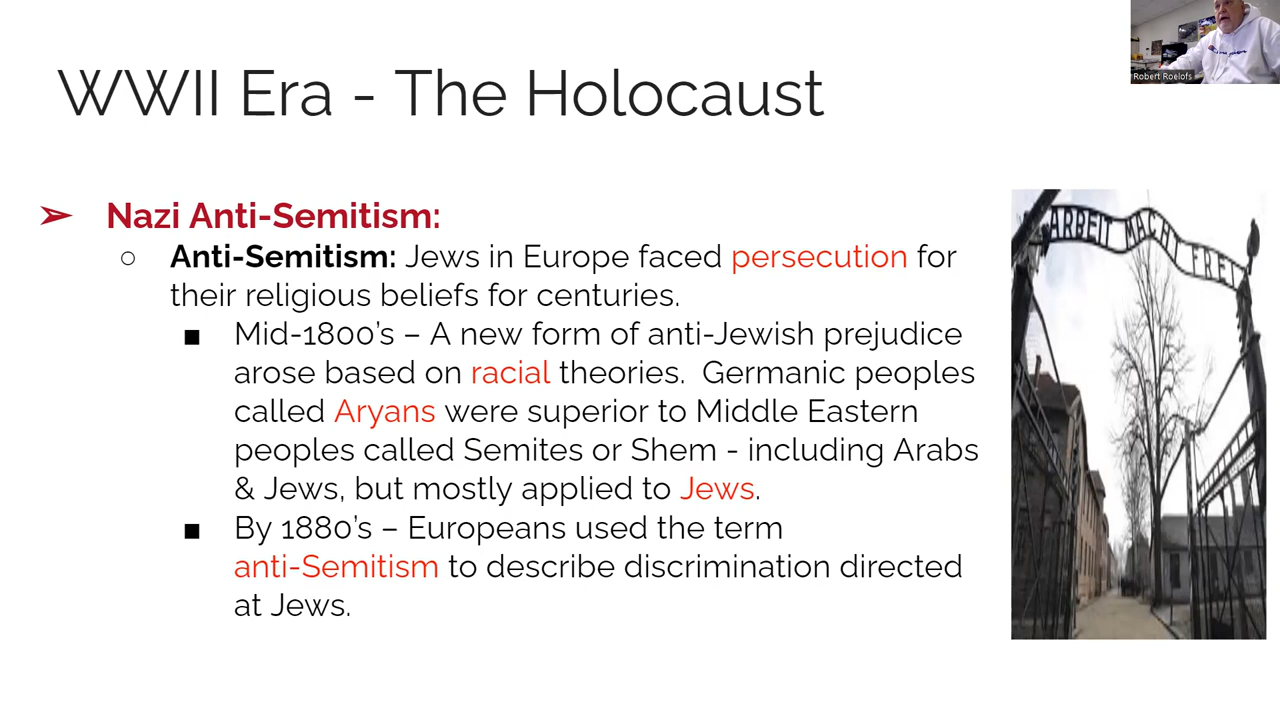 WWII Era - The Holocaust
Robert Roelofs
➢ Nazi Anti-Semitism:
○ Anti-Semitism: Jews in Europe faced persecution for
their religious beliefs for centuries.
■ Mid-1800's – A new form of anti-Jewish prejudice
arose based on racial theories.  Germanic peoples
called Aryans were superior to Middle Eastern
peoples called Semites or Shem - including Arabs
& Jews, but mostly applied to Jews.
■ By 1880's – Europeans used the term
anti-Semitism to describe discrimination directed
at Jews.
ARBEIT MACHT FREI